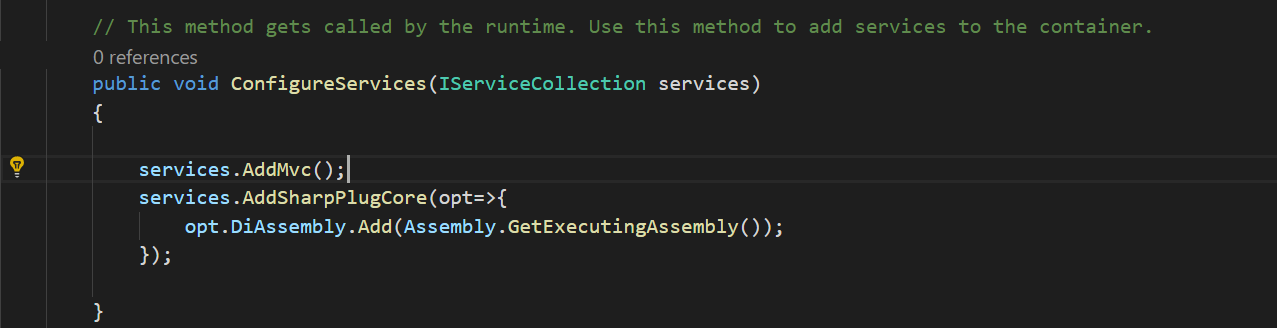 // This method gets called by the runtime. Use this method to add services to the container.
0 references
public void ConfigureServices(IServiceCollection services)
{
services.AddMvc();
services.AddSharpPlugCore(opt=>{
opt.DiAssembly.Add(Assembly.GetExecutingAssembly());
});
}